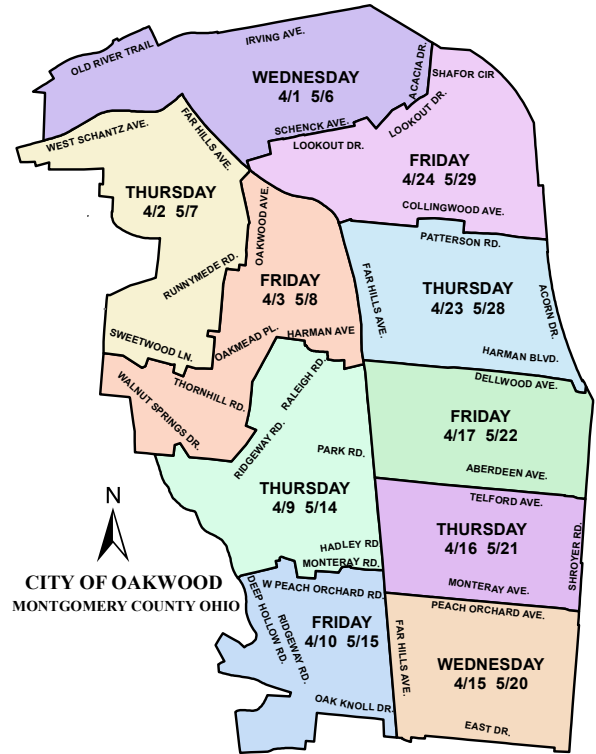 OLD RIVER TRAIL
IRVING AVE.
ACACIA DR.
SHAFOR CIR
WEDNESDAY
4/1 5/6
SCHENCK AVE.
LOOKOUT DR.
LOOKOUT DR.
WEST SCHANTZ AVE.
FAR HILLS AVE.
FRIDAY
4/24 5/29
COLLINGWOOD AVE.
THURSDAY
4/2 5/7
OAKWOOD AVE.
RUNNYMEDE RD.
SWEETWOOD LN.
PATTERSON RD.
FAR HILLS AVE.
THURSDAY
4/23 5/28
ACORN DR.
HARMAN BLVD.
FRIDAY
4/3 5/8
OAKMEAD PL.
HARMAN AVE
THORNHILL RD.
WALNUT SPRINGS DR.
DELLWOOD AVE.
FRIDAY
4/17 5/22
ABERDEEN AVE.
RALEIGH RD.
RIDGEWAY RD.
PARK RD.
THURSDAY
4/9 5/14
HADLEY RD
MONTERAY RD.
TELFORD AVE.
THURSDAY
4/16 5/21
SHROYER RD.
MONTERAY AVE.
N
CITY OF OAKWOOD
MONTGOMERY COUNTY OHIO
W PEACH ORCHARD RD.
DEEP HOLLOW RD.
RIDGEWAY RD.
FRIDAY
4/10 5/15
OAK KNOLL DR.
FAR HILLS AVE.
PEACH ORCHARD AVE.
WEDNESDAY
4/15 5/20
EAST DR.